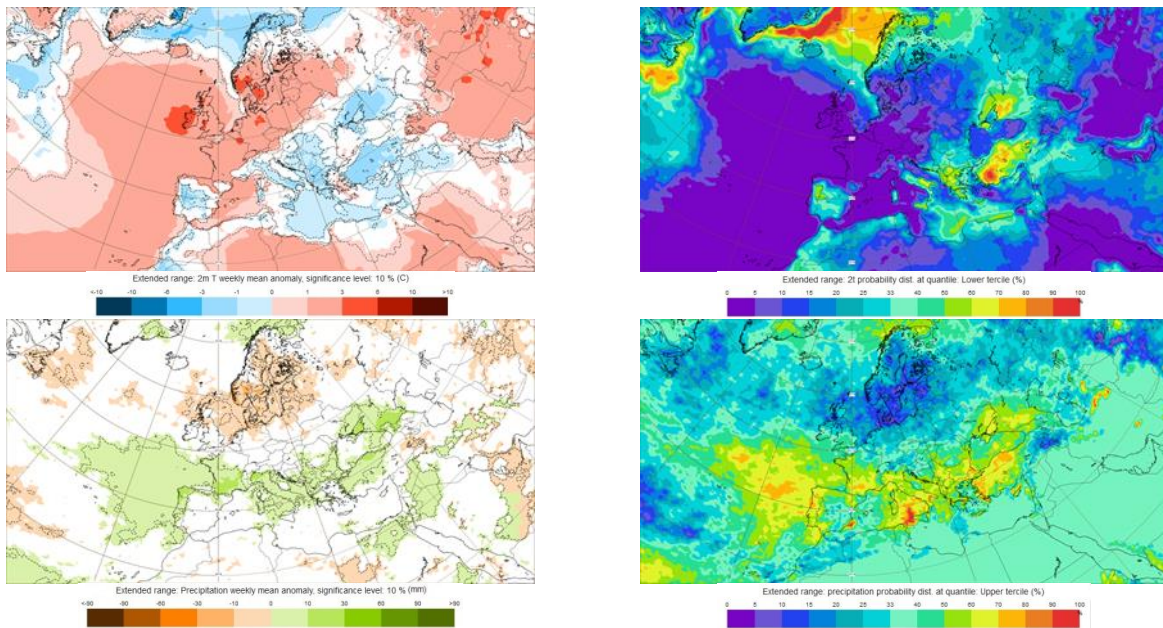 Extended range: 2m T weekly mean anomaly, significance level: 10 % (C)
<-10 -10 -6 -3 -1 0 1 3 6 10 >10
Extended range: 2t probability dist. at quantile: Lower tercile (%)
0 5 10 15 20 25 33 40 50 60 70 80 90 100
%
Extended range: Precipitation weekly mean anomaly, significance level: 10 % (mm)
<-90 -90 -60 -30 -10 0 10 30 60 90 >90
Extended range: precipitation probability dist. at quantile: Upper tercile (%)
0 5 10 15 20 25 33 40 50 60 70 80 90 100
%